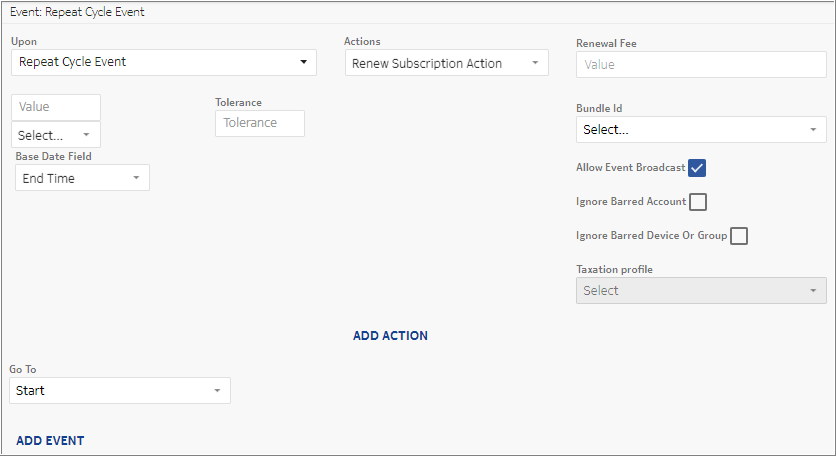 Event: Repeat Cycle Event
Upon
Repeat Cycle Event
Actions
Renew Subscription Action
Renewal Fee
Value
Value
Select...
Tolerance
Tolerance
Base Date Field
End Time
Bundle Id
Select...
Allow Event Broadcast
Ignore Barred Account
Ignore Barred Device Or Group
Taxation profile
Select
ADD ACTION
Go To
Start
ADD EVENT